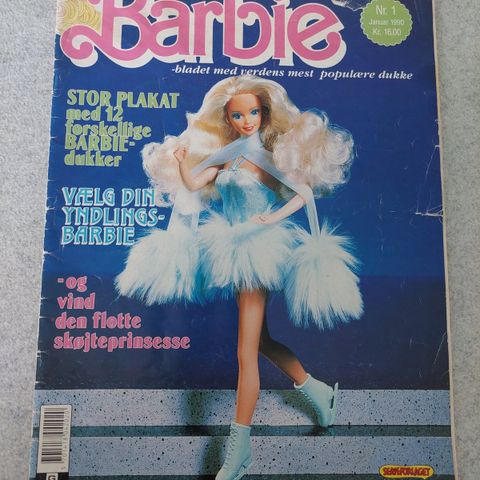 Barbie
Nr. 1
Januar 1990
Kr. 16,00
-bladet med verdens mest populære dukke
STOR PLAKAT
med 12
forskellige
BARBIE-
dukker
VÆLG DIN
YNDLINGS-
BARBIE
-og
vind
den flotte
skøjteprinsesse
SERIEFORLAGET
G